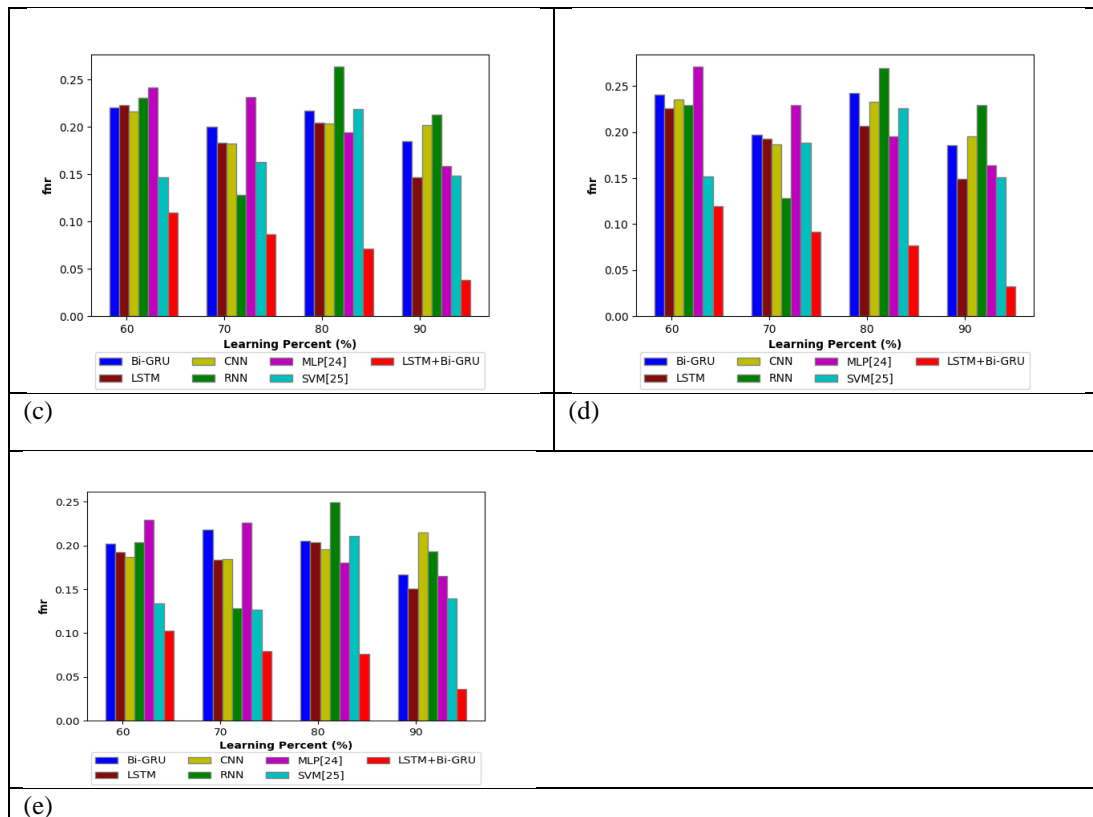 0.25
0.20
0.15
0.10
0.05
0.00
fnr
60 70 80 90
Learning Percent (%)
Bi-GRU CNN MLP[24] LSTM+Bi-GRU
LSTM RNN SVM[25]
(c)
0.25
0.20
0.15
0.10
0.05
0.00
fnr
60 70 80 90
Learning Percent (%)
Bi-GRU CNN MLP[24] LSTM+Bi-GRU
LSTM RNN SVM[25]
(d)
0.25
0.20
0.15
0.10
0.05
0.00
fnr
60 70 80 90
Learning Percent (%)
Bi-GRU CNN MLP[24] LSTM+Bi-GRU
LSTM RNN SVM[25]
(e)